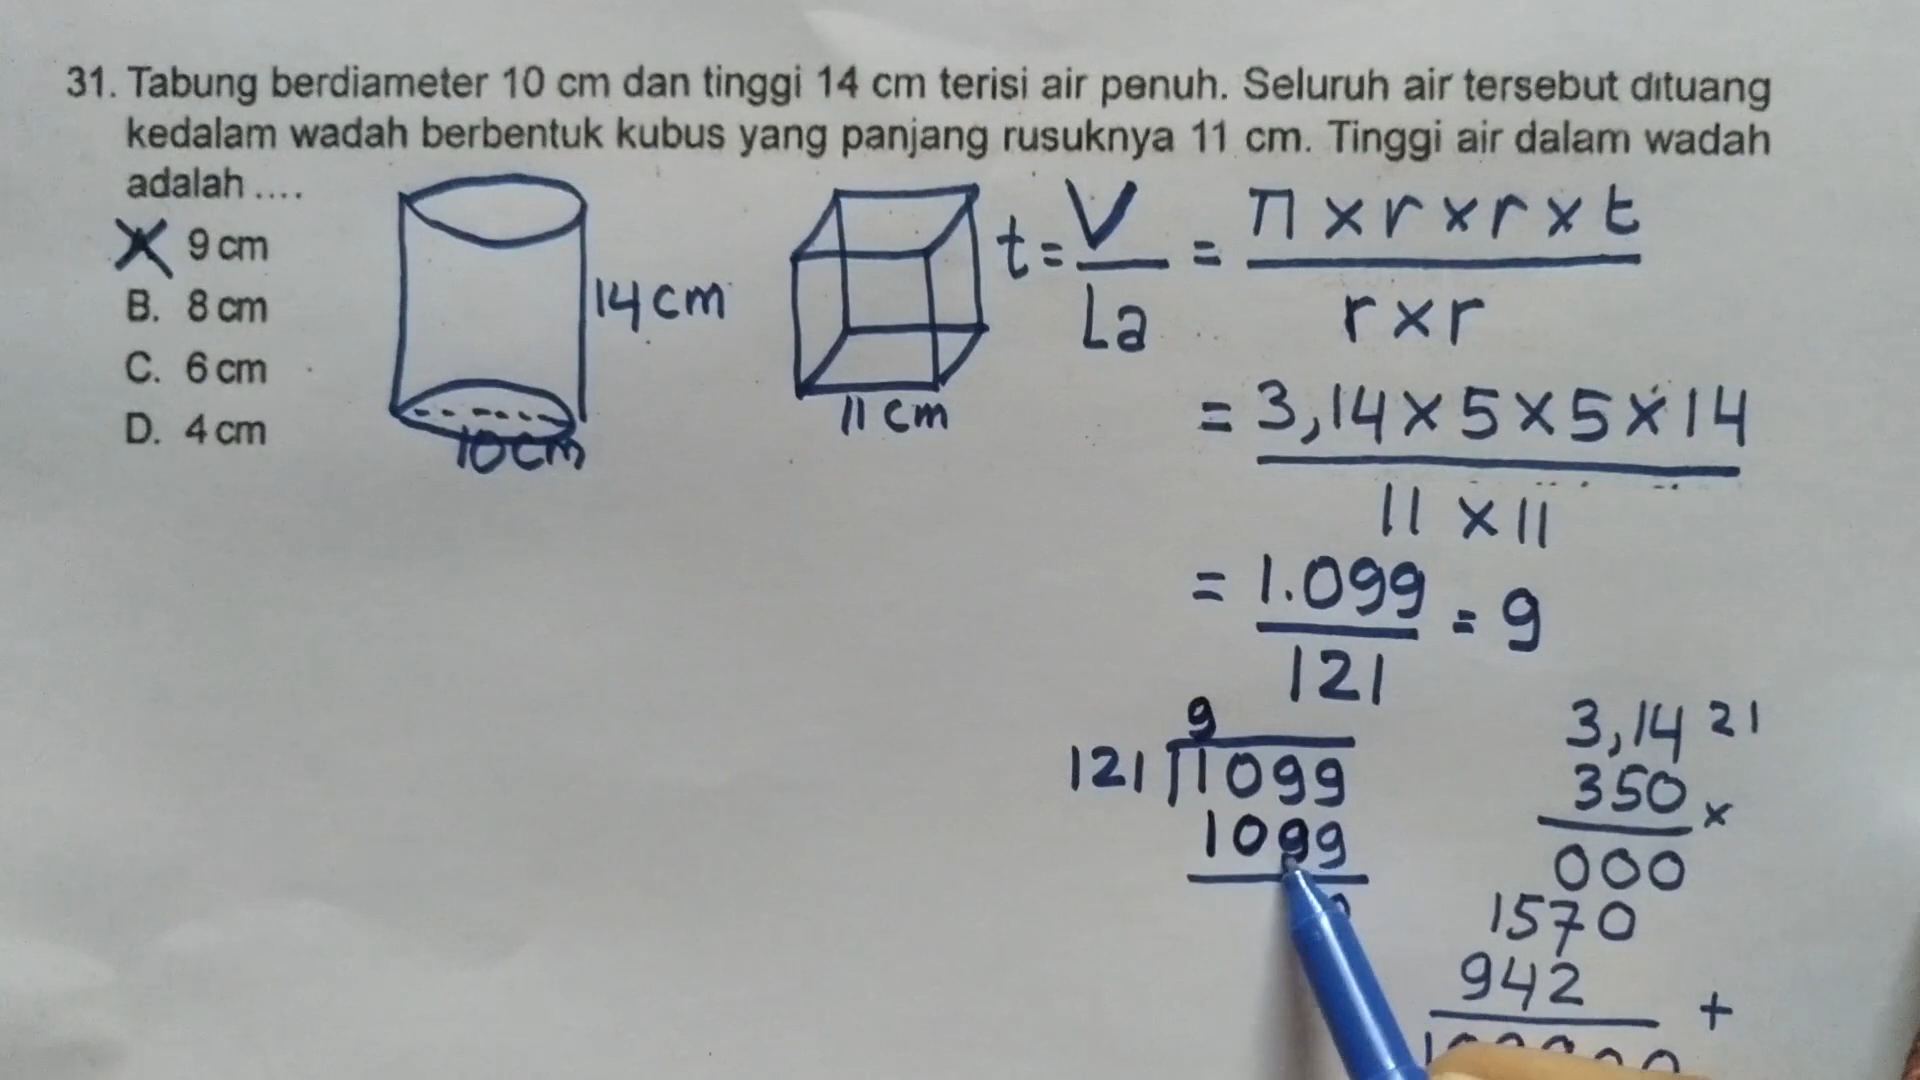 31. Tabung berdiameter 10 cm dan tinggi 14 cm terisi air penuh. Seluruh air tersebut dituang
kedalam wadah berbentuk kubus yang panjang rusuknya 11 cm. Tinggi air dalam wadah
adalah ....
9 cm
B. 8 cm
C. 6 cm
D. 4 cm
14 cm
10 cm
11 cm
t = V / La = π x r x r x t / r x r
= 3,14 x 5 x 5 x 14 / 11 x 11
= 1.099 / 121 = 9
9
121 1099
1099
3,14 21
350 x
000
1570
942 +